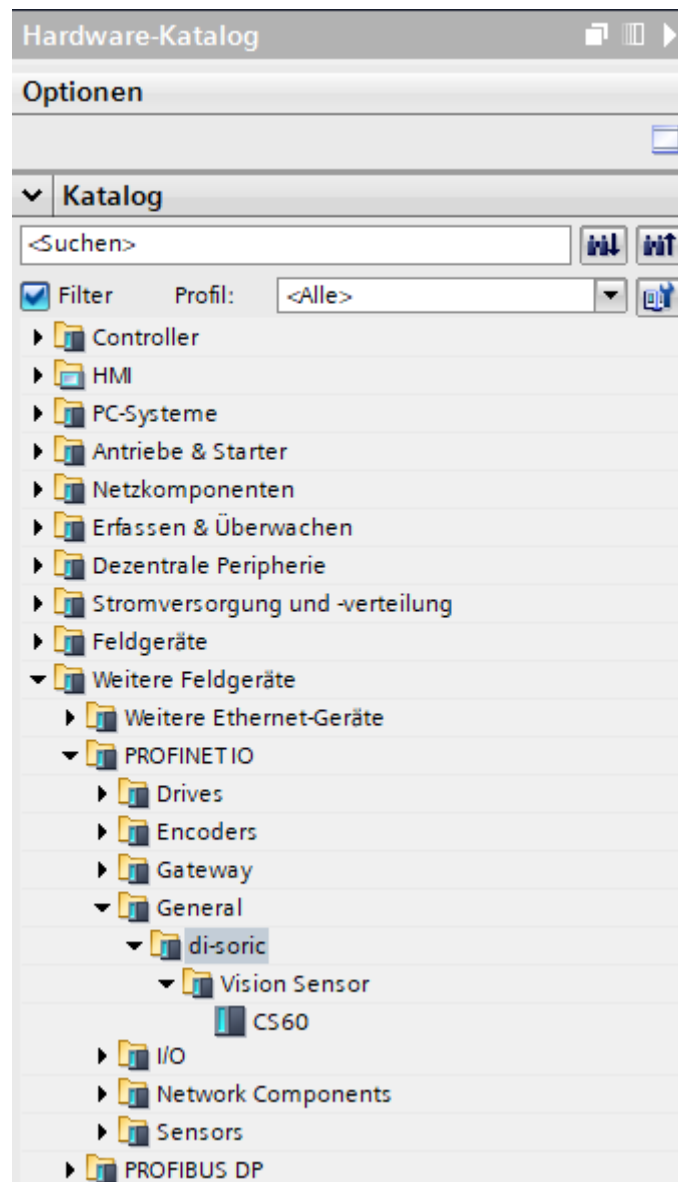 Hardware-Katalog
Optionen
Katalog
<Suchen>
Filter Profil: <Alle>
Controller
HMI
PC-Systeme
Antriebe & Starter
Netzkomponenten
Erfassen & Überwachen
Dezentrale Peripherie
Stromversorgung und -verteilung
Feldgeräte
Weitere Feldgeräte
Weitere Ethernet-Geräte
PROFINET IO
Drives
Encoders
Gateway
General
di-soric
Vision Sensor
CS60
I/O
Network Components
Sensors
PROFIBUS DP